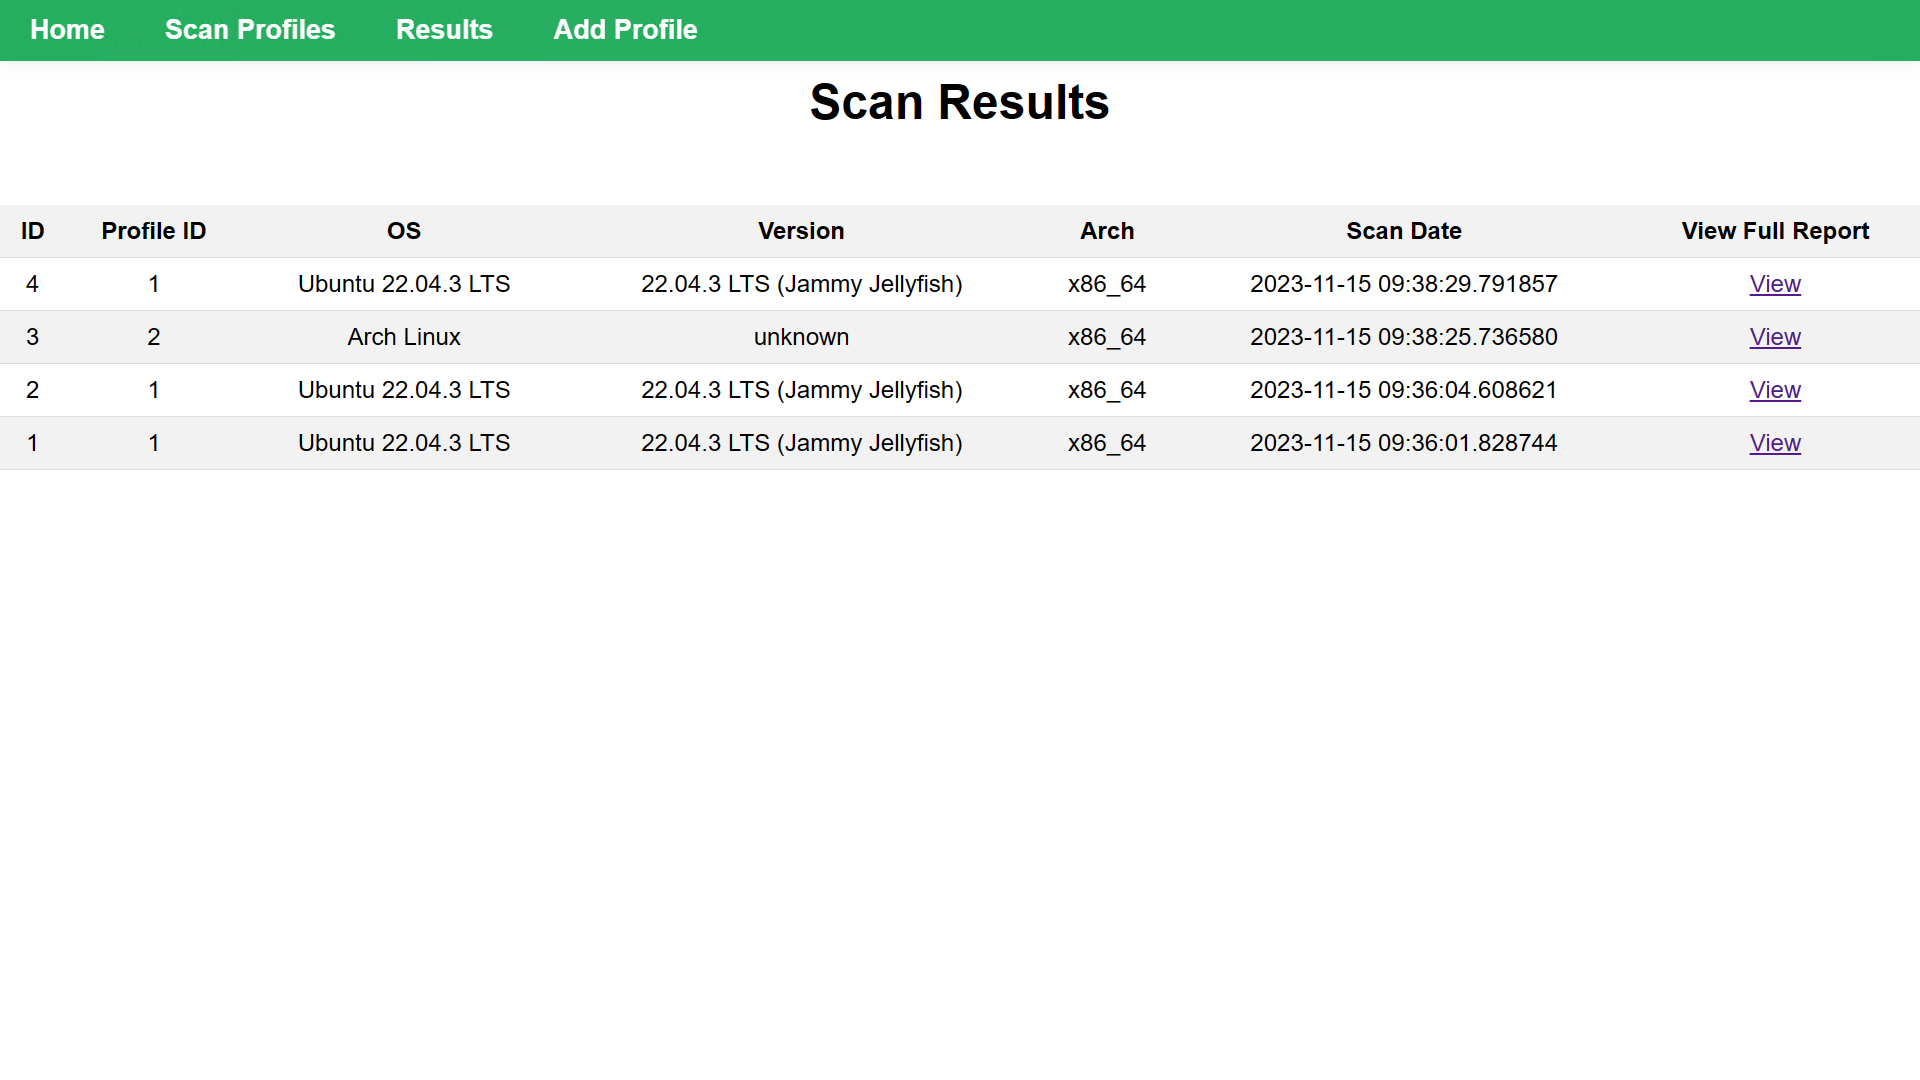 Home Scan Profiles Results Add Profile
Scan Results
ID Profile ID OS Version Arch Scan Date View Full Report
4 1 Ubuntu 22.04.3 LTS 22.04.3 LTS (Jammy Jellyfish) x86_64 2023-11-15 09:38:29.791857 View
3 2 Arch Linux unknown x86_64 2023-11-15 09:38:25.736580 View
2 1 Ubuntu 22.04.3 LTS 22.04.3 LTS (Jammy Jellyfish) x86_64 2023-11-15 09:36:04.608621 View
1 1 Ubuntu 22.04.3 LTS 22.04.3 LTS (Jammy Jellyfish) x86_64 2023-11-15 09:36:01.828744 View